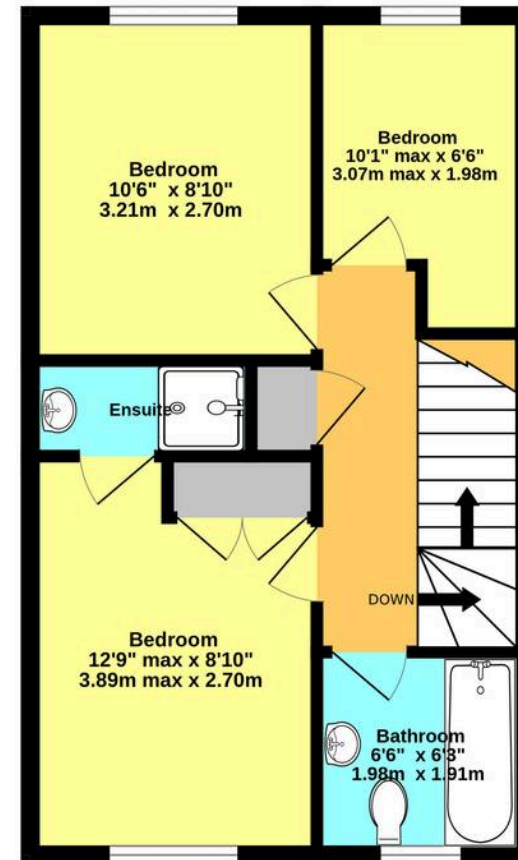 Bedroom
10'6" x 8'10"
3.21m x 2.70m
Bedroom
10'1" max x 6'6"
3.07m max x 1.98m
Ensuite
Bedroom
12'9" max x 8'10"
3.89m max x 2.70m
DOWN
Bathroom
6'6" x 6'3"
1.98m x 1.91m